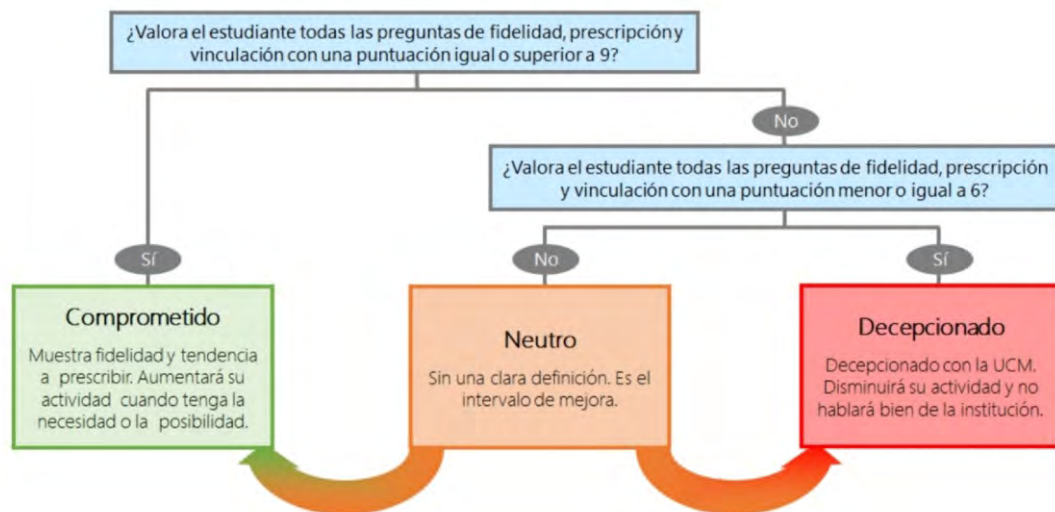 ¿Valora el estudiante todas las preguntas de fidelidad, prescripción y
vinculación con una puntuación igual o superior a 9?
No
¿Valora el estudiante todas las preguntas de fidelidad, prescripción
y vinculación con una puntuación menor o igual a 6?
Sí
No
Sí
Comprometido
Muestra fidelidad y tendencia
a prescribir. Aumentará su
actividad cuando tenga la
necesidad o la posibilidad.
Neutro
Sin una clara definición. Es el
intervalo de mejora.
Decepcionado
Decepcionado con la UCM.
Disminuirá su actividad y no
hablará bien de la institución.